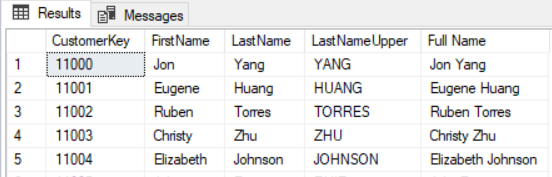 Results Messages
CustomerKey FirstName LastName LastNameUpper Full Name
1 11000 Jon Yang YANG Jon Yang
2 11001 Eugene Huang HUANG Eugene Huang
3 11002 Ruben Torres TORRES Ruben Torres
4 11003 Christy Zhu ZHU Christy Zhu
5 11004 Elizabeth Johnson JOHNSON Elizabeth Johnson